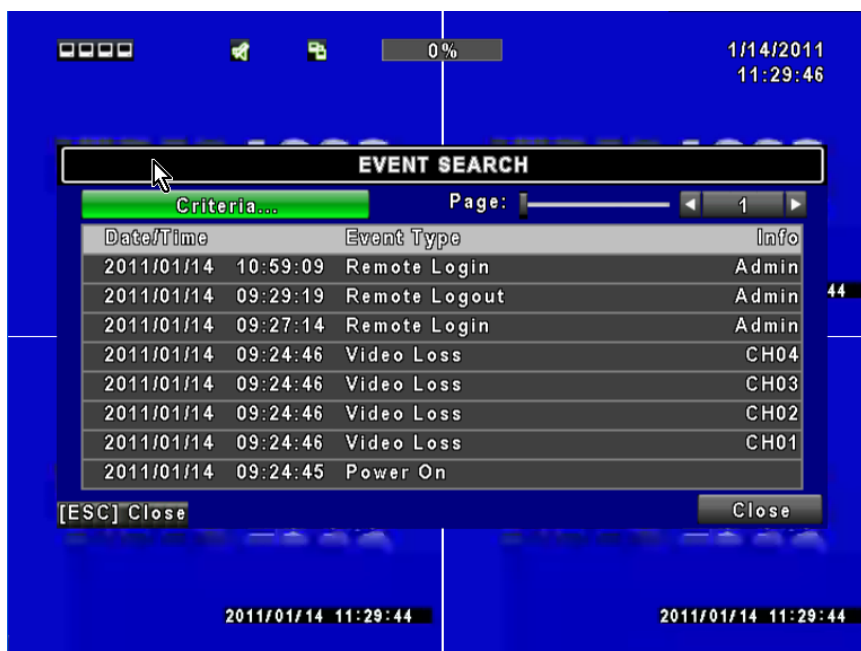 0% 1/14/2011
11:29:46
EVENT SEARCH
Criteria... Page: 1
Date/Time Event Type Info
2011/01/14 10:59:09 Remote Login Admin
2011/01/14 09:29:19 Remote Logout Admin
44
2011/01/14 09:27:14 Remote Login Admin
2011/01/14 09:24:46 Video Loss CH04
2011/01/14 09:24:46 Video Loss CH03
2011/01/14 09:24:46 Video Loss CH02
2011/01/14 09:24:46 Video Loss CH01
2011/01/14 09:24:45 Power On
[ESC] Close Close
2011/01/14 11:29:44 2011/01/14 11:29:44